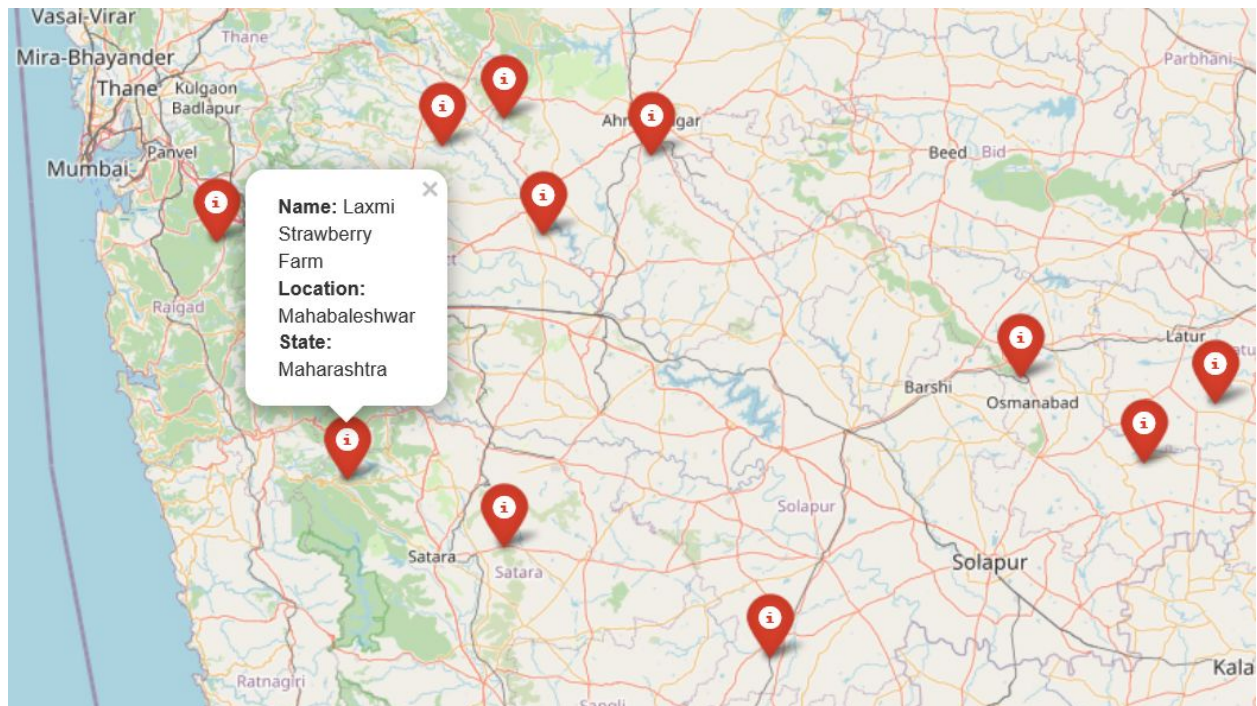 Vasai-Virar
Thane
Mira-Bhayander
Thane
Kulgaon
Badlapur
Panvel
Mumbai
Raigad
Name: Laxmi
Strawberry
Farm
Location:
Mahabaleshwar
State:
Maharashtra
Beed
Bid
Parbhani
Latur
Barshi
Osmanabad
Solapur
Solapur
Satara
Satara
Ratnagiri
Kala